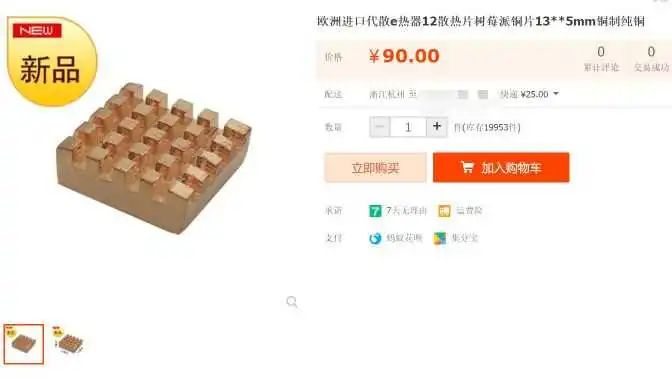 NEW
新品
欧洲进口代散e热器12散热片树莓派铜片13**5mm铜制纯铜
价格
¥90.00
0
累计评论
0
交易成功
配送
浙江杭州 至
快递 ¥25.00
数量
1
件(库存19953件)
立即购买
加入购物车
承诺
7天无理由
运费险
支付
蚂蚁花呗
集分宝